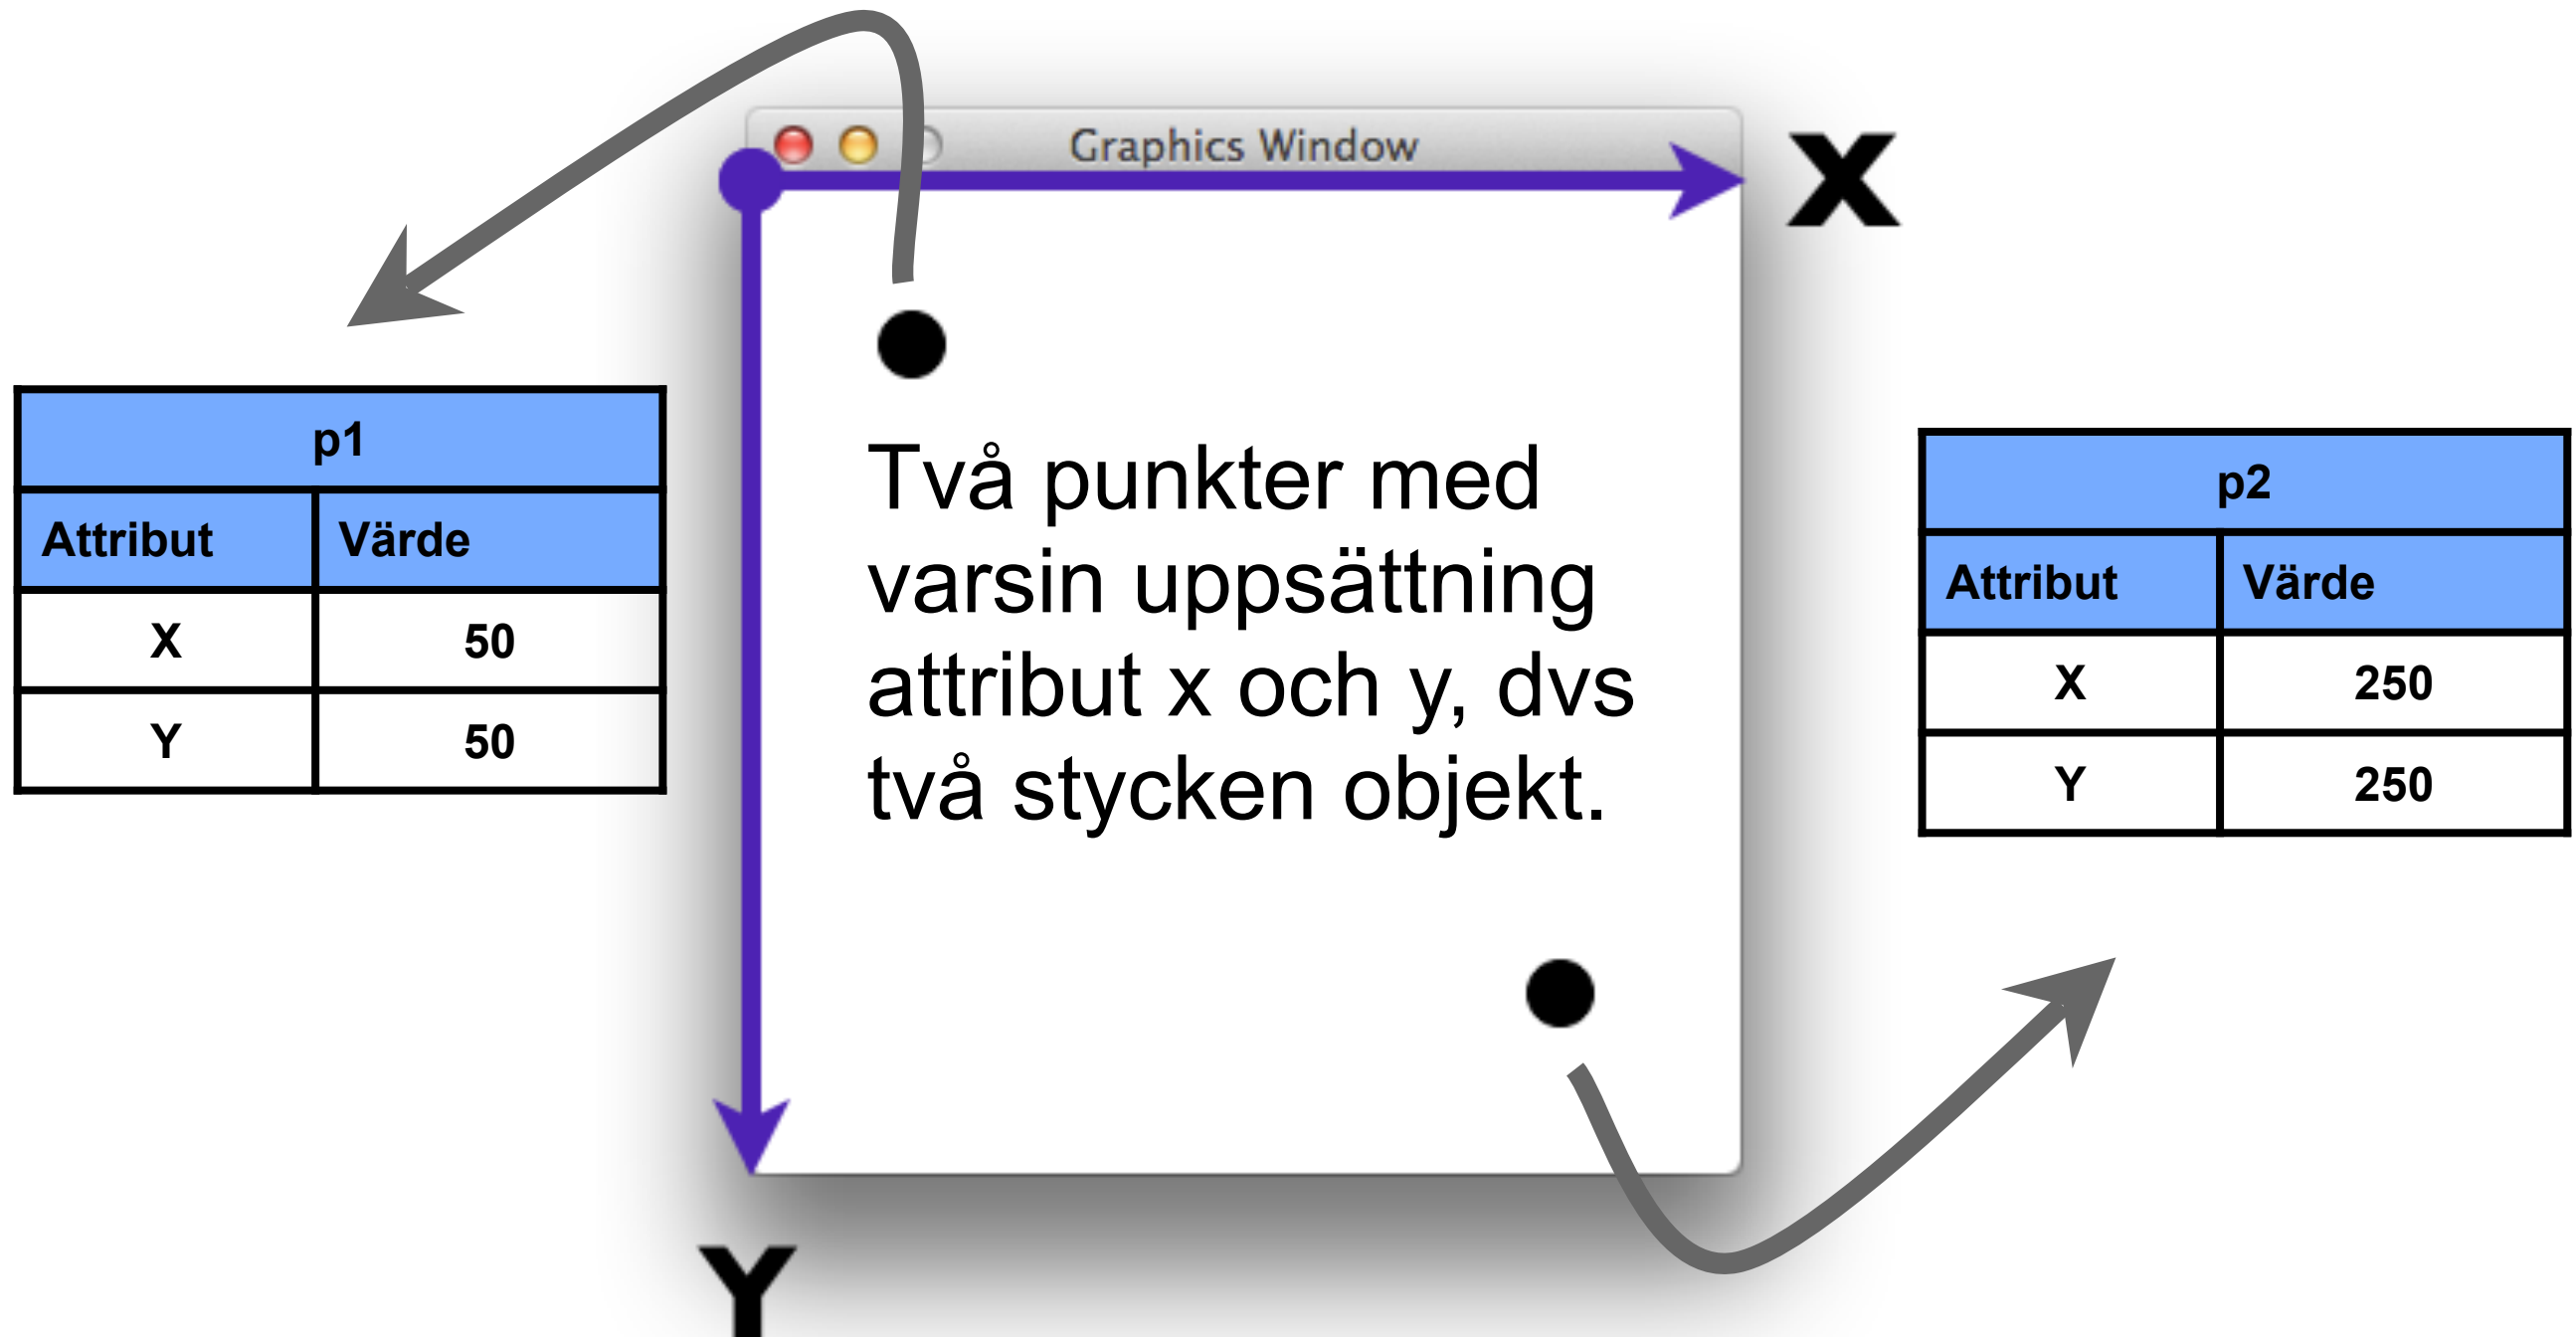 Graphics Window
X
p1
Attribut Värde
X 50
Y 50
Två punkter med
varsin uppsättning
attribut x och y, dvs
två stycken objekt.
p2
Attribut Värde
X 250
Y 250
Y